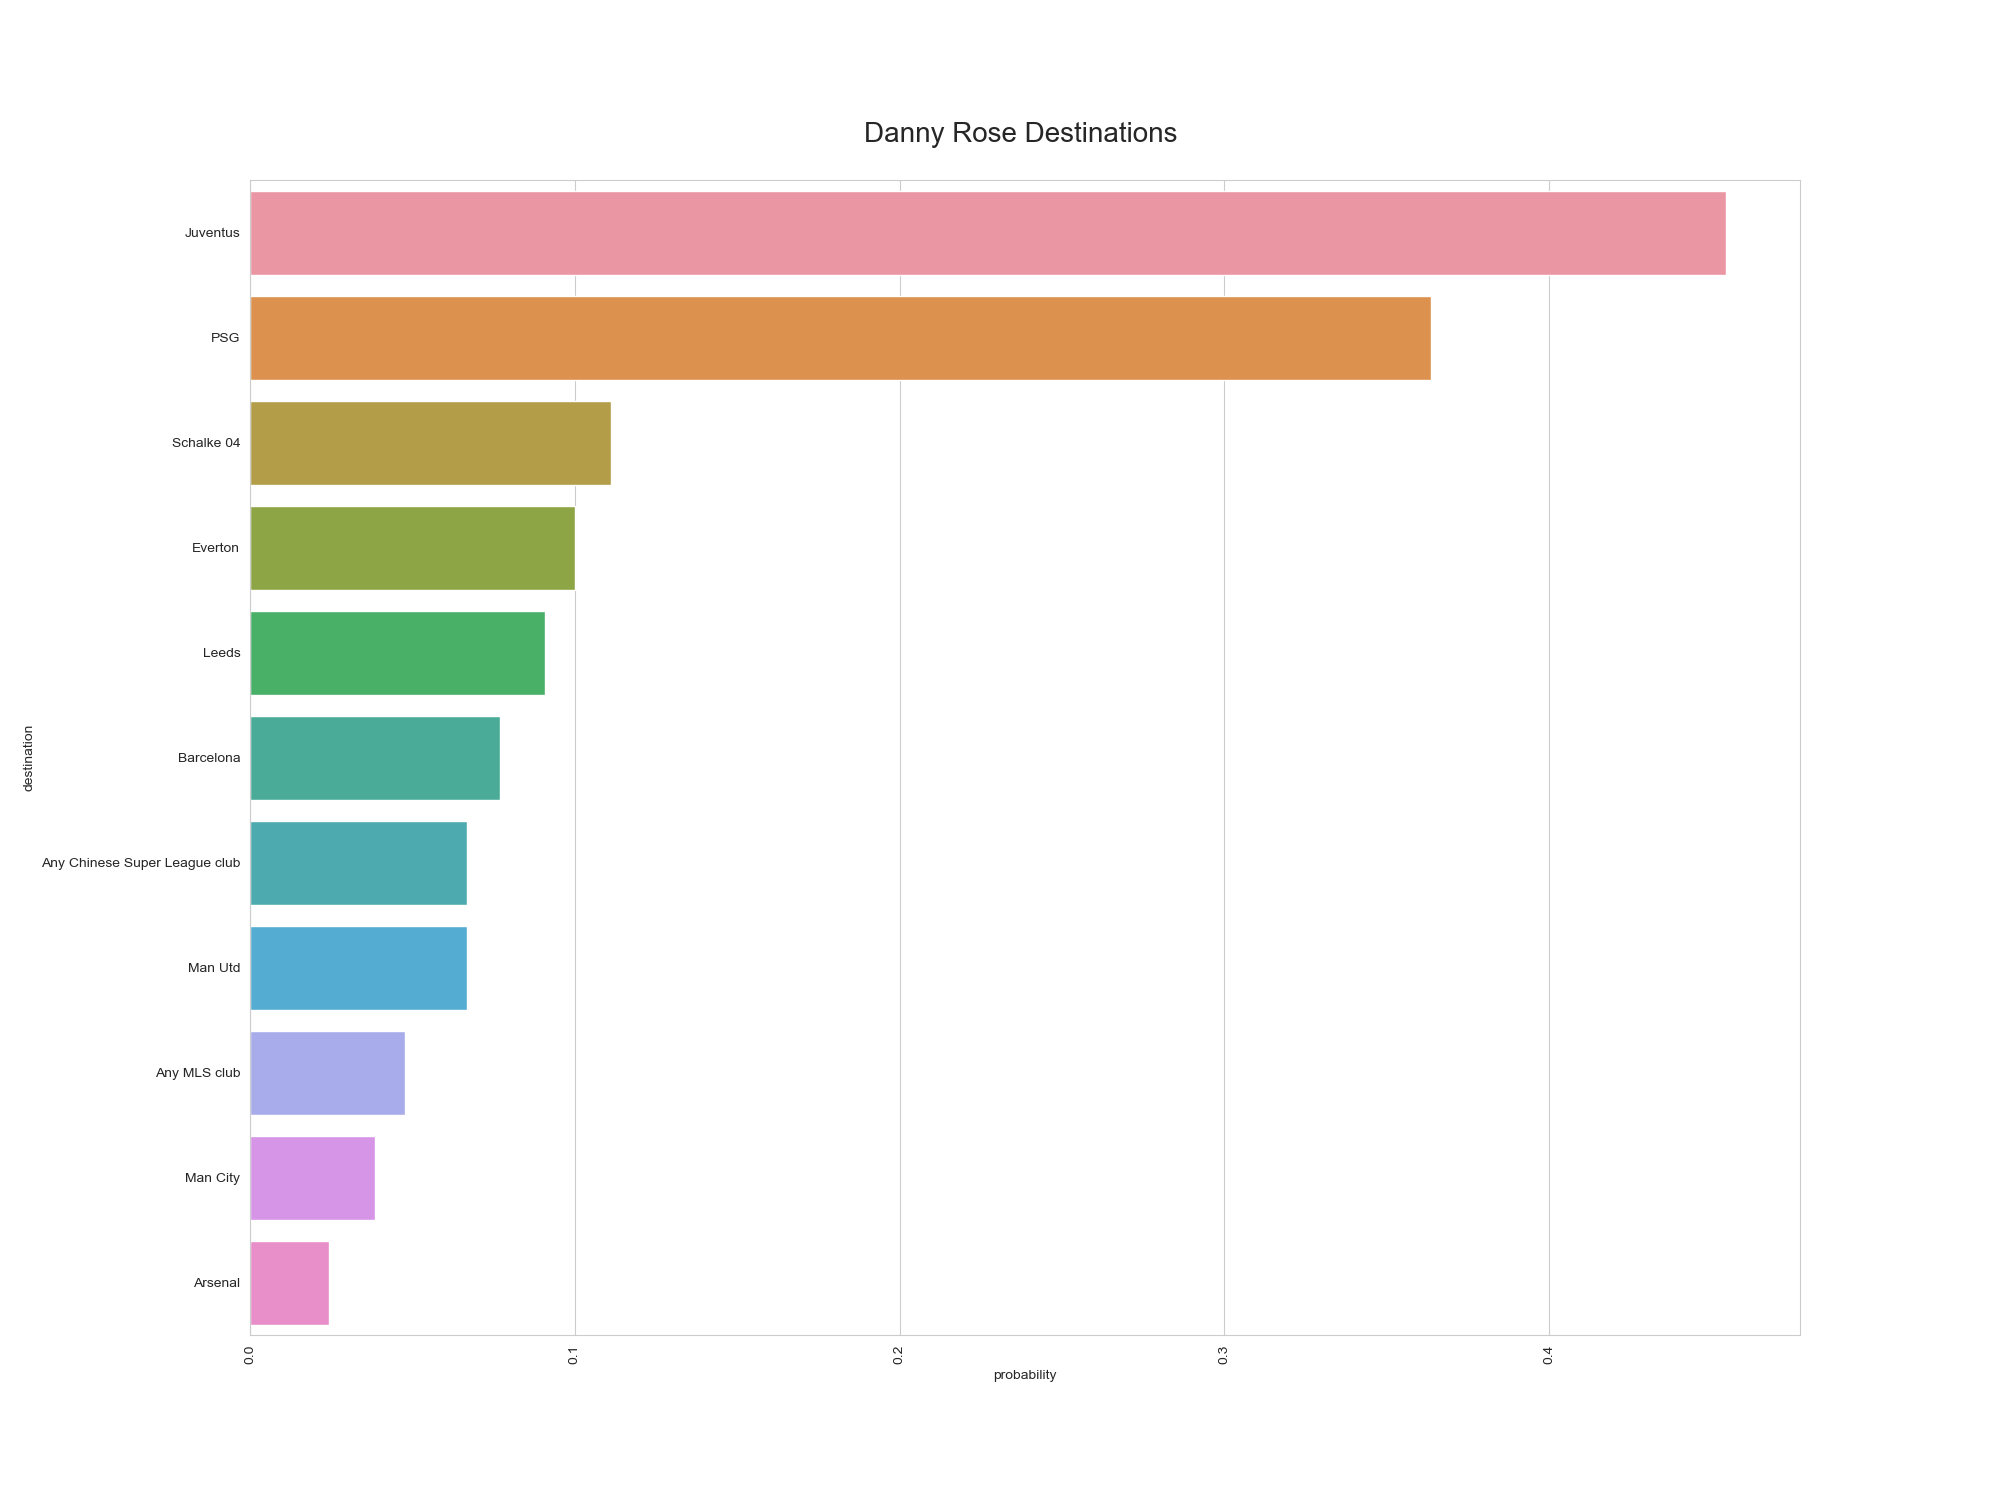 Danny Rose Destinations
Juventus
PSG
Schalke 04
Everton
Leeds
Barcelona
Any Chinese Super League club
Man Utd
Any MLS club
Man City
Arsenal
destination
0.0
0.1
0.2
0.3
0.4
probability